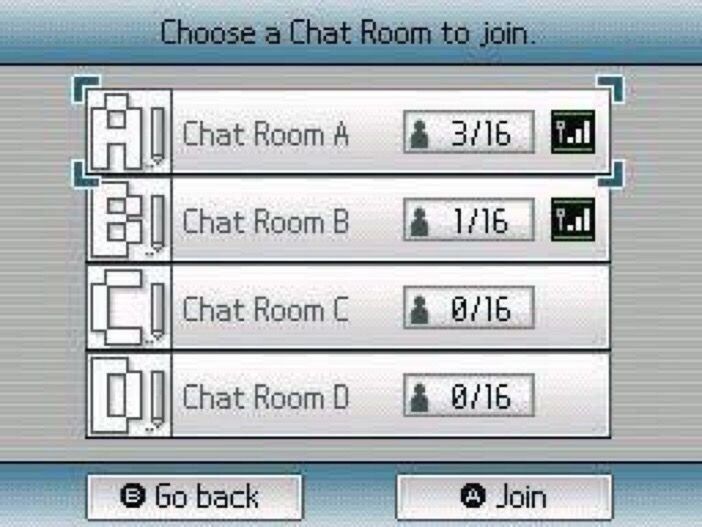 Choose a Chat Room to join.
A Chat Room A 3/16
B Chat Room B 1/16
C Chat Room C 0/16
D Chat Room D 0/16
B Go back
A Join